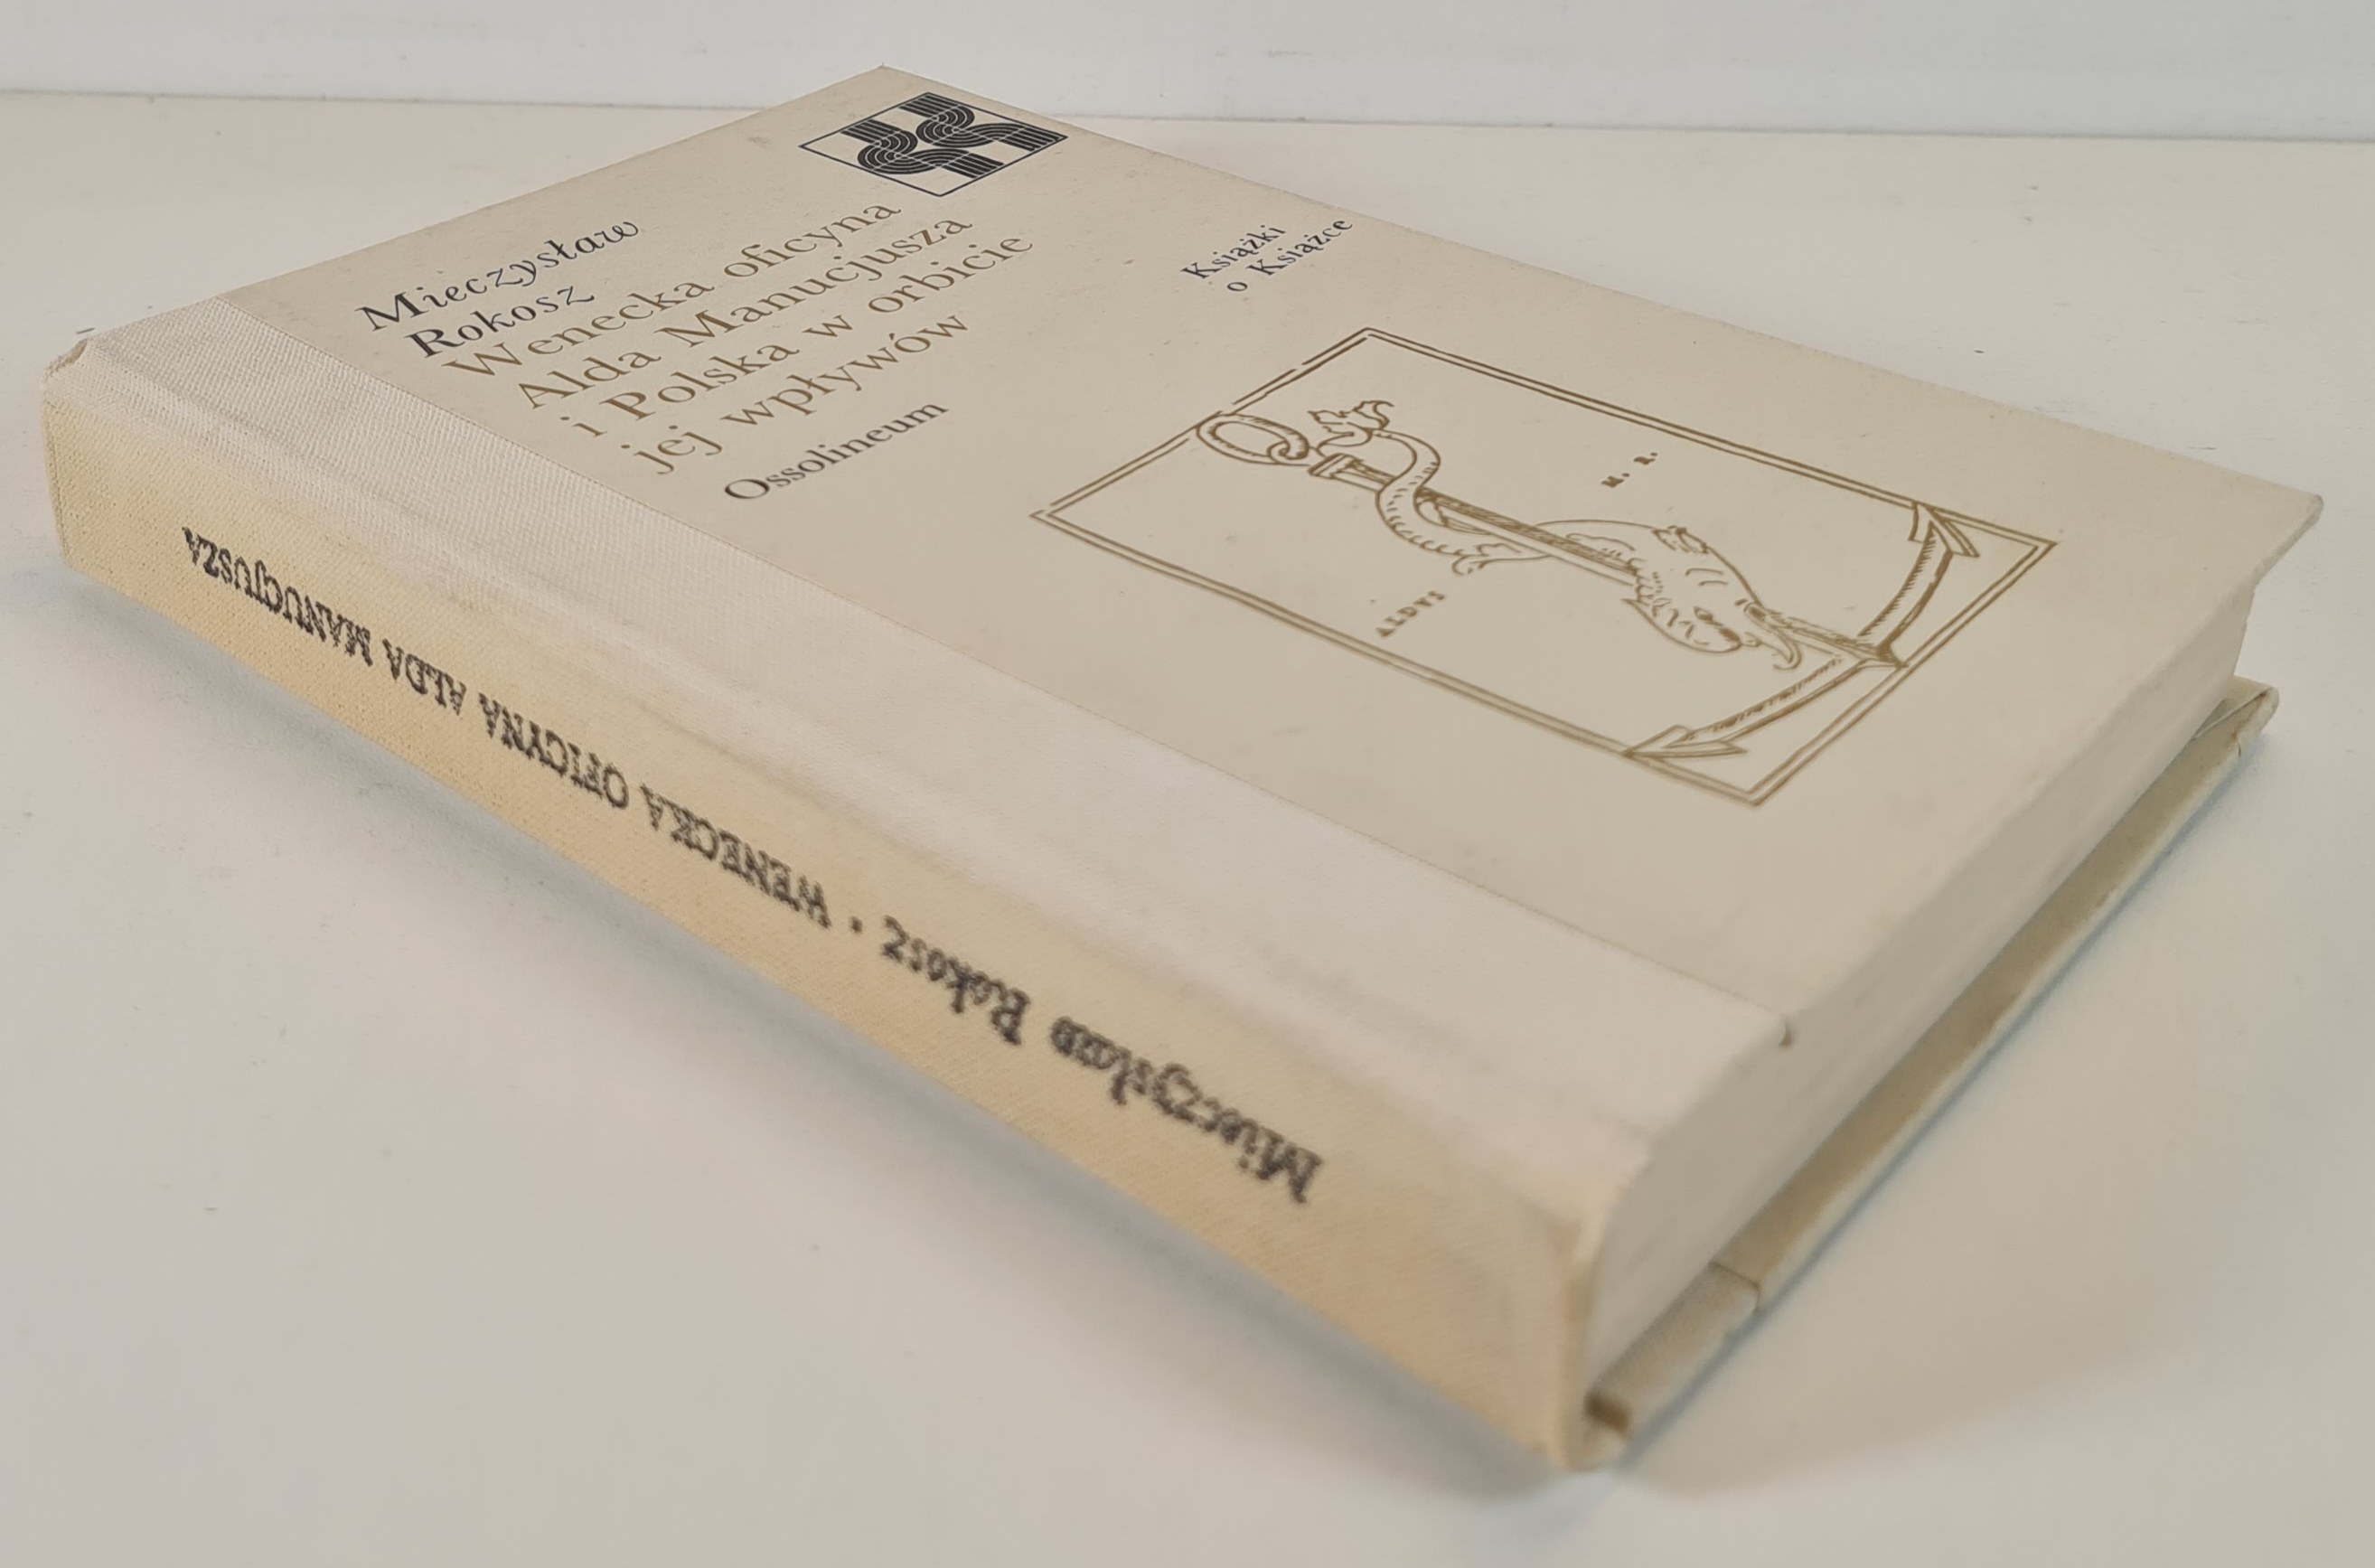 Mieczysław
Rokosz
Wenecka oficyna
Alda Manucjusza
i Polska w orbicie
jej wpływów
Ossolineum
Książki
o Książce
ALDVS
M. R.
Mieczysław Rokosz • WENECKA OFICYNA ALDA MANUCJUSZA